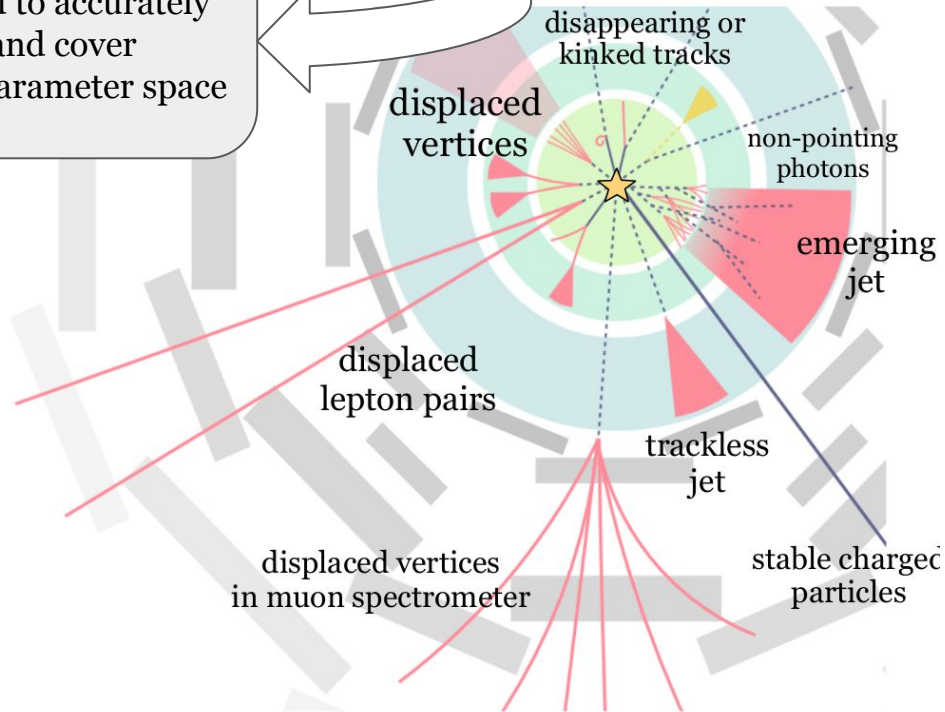 to accurately
and cover
parameter space
disappearing or
kinked tracks
displaced
vertices
non-pointing
photons
emerging
jet
displaced
lepton pairs
trackless
jet
displaced vertices
in muon spectrometer
stable charged
particles